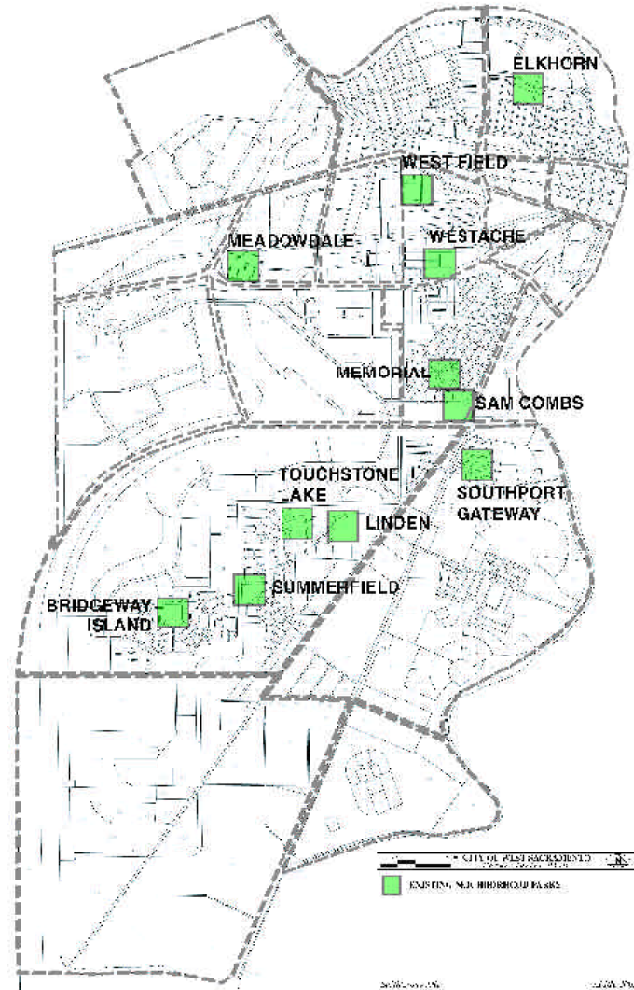 ELKHORN
WEST FIELD
MEADOWDALE
WESTACRE
MEMORIAL
SAM COMBS
TOUCHSTONE
LAKE
SOUTHPORT
GATEWAY
LINDEN
SUMMERFIELD
BRIDGEWAY
ISLAND
CITY OF WEST SACRAMENTO
EXISTING NEIGHBORHOOD PARKS